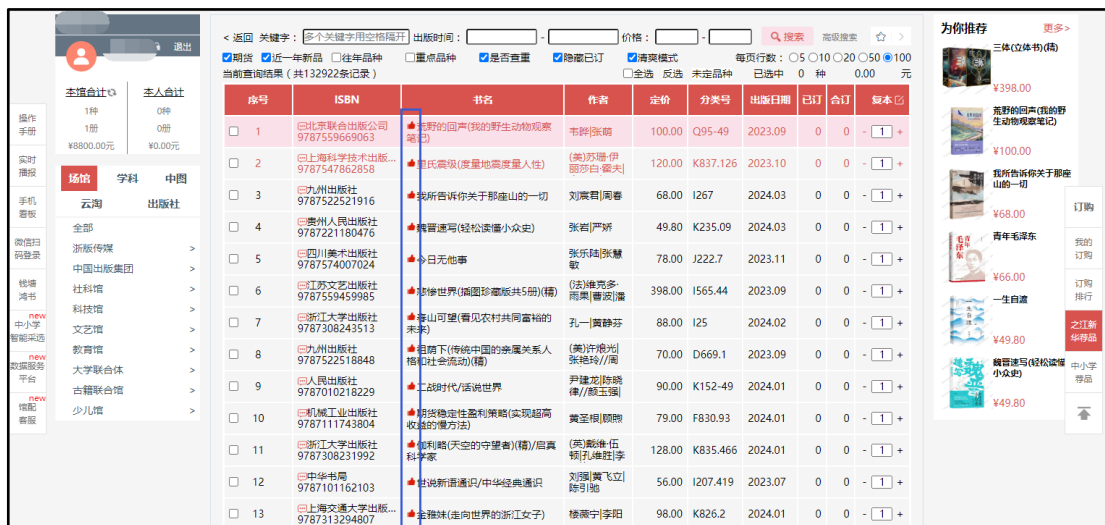 退出
本馆合计 本人合计
1种 0种
1册 0册
¥8800.00元 ¥0.00元
场馆 学科 中图
云淘 出版社
全部
浙版传媒 >
中国出版集团 >
社科馆 >
科技馆 >
文艺馆 >
教育馆 >
大学联合体 >
古籍联合馆 >
少儿馆 >
操作
手册
实时
播报
手机
看板
微信扫
码登录
钱塘
鸿书
new
中小学
智能采选
new
数据服务
平台
new
馆配
客服
< 返回 关键字: 多个关键字用空格隔开 出版时间: - 价格: - 搜索 高级搜索
期货 近一年新品 往年品种 重点品种 是否查重 隐藏已订 清爽模式 每页行数: 5 10 20 50 100
当前查询结果（共132922条记录） 全选 反选 未定品种 已选中 0 种 0.00 元
序号 ISBN 书名 作者 定价 分类号 出版日期 已订 合订 复本
1 北京联合出版公司 荒野的回声(我的野生动物观察 韦晔|张萌 100.00 Q95-49 2023.09 0 0 - 1 +
9787559669063 笔记)
2 上海科学技术出版... 里氏震级(度量地震度量人性) (美)苏珊·伊 120.00 K837.126 2023.10 0 0 - 1 +
9787547862858 丽莎白·霍夫|
3 九州出版社 我所告诉你关于那座山的一切 刘宸君|周春 68.00 I267 2024.03 0 0 - 1 +
9787522521916
4 贵州人民出版社 魏晋速写(轻松读懂小众史) 张岩|严娇 49.80 K235.09 2024.03 0 0 - 1 +
9787221180476
5 四川美术出版社 今日无他事 张乐陆|张慧 78.00 J222.7 2023.11 0 0 - 1 +
9787574007024 敏
6 江苏文艺出版社 悲惨世界(插图珍藏版共5册)(精) (法)维克多· 398.00 I565.44 2023.09 0 0 - 1 +
9787559459985 雨果|曹波|潘
7 浙江大学出版社 春山可望(看见农村共同富裕的 孔一|黄静芬 88.00 I25 2024.02 0 0 - 1 +
9787308243513 未来)
8 九州出版社 祖荫下(传统中国的亲属关系人 (美)许烺光| 70.00 D669.1 2023.09 0 0 - 1 +
9787522518848 格和社会流动)(精) 张艳玲//周
9 人民出版社 二战时代/话说世界 尹建龙|陈晓 90.00 K152-49 2024.01 0 0 - 1 +
9787010218229 律//颜玉强|
10 机械工业出版社 期货稳定性盈利策略(实现超高 黄圣根|顾煦 79.00 F830.93 2024.01 0 0 - 1 +
9787111743804 收益的慢方法)
11 浙江大学出版社 伽利略(天空的守望者)(精)/启真 (英)戴维·伍 128.00 K835.466 2024.01 0 0 - 1 +
9787308231992 科学家 顿|孔维胜|李
12 中华书局 世说新语通识/中华经典通识 刘强|黄飞立| 56.00 I207.419 2023.07 0 0 - 1 +
9787101162103 陈引驰
13 上海交通大学出版... 金雅妹(走向世界的浙江女子) 楼薇宁|李阳 98.00 K826.2 2024.01 0 0 - 1 +
9787313294807
为你推荐 更多>
三体(立体书)(精)
¥398.00
荒野的回声(我的野
生动物观察笔记)
¥100.00
我所告诉你关于那座
山的一切
¥68.00
青年毛泽东
¥66.00
一生自渡
¥49.80
魏晋速写(轻松读懂
小众史)
¥49.80
订购
我的
订购
订购
排行
之江新
华荐品
中小学
荐品